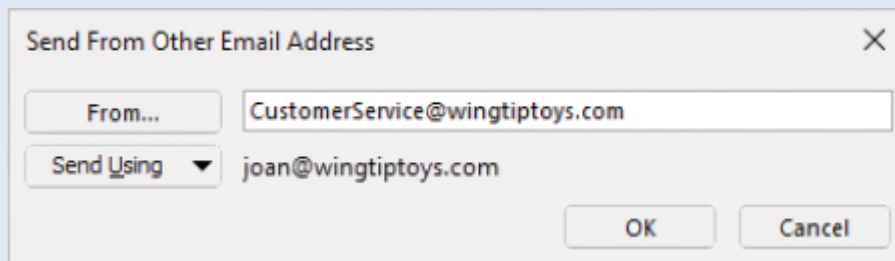 Send From Other Email Address
From... CustomerService@wingtiptoys.com
Send Using joan@wingtiptoys.com
OK Cancel